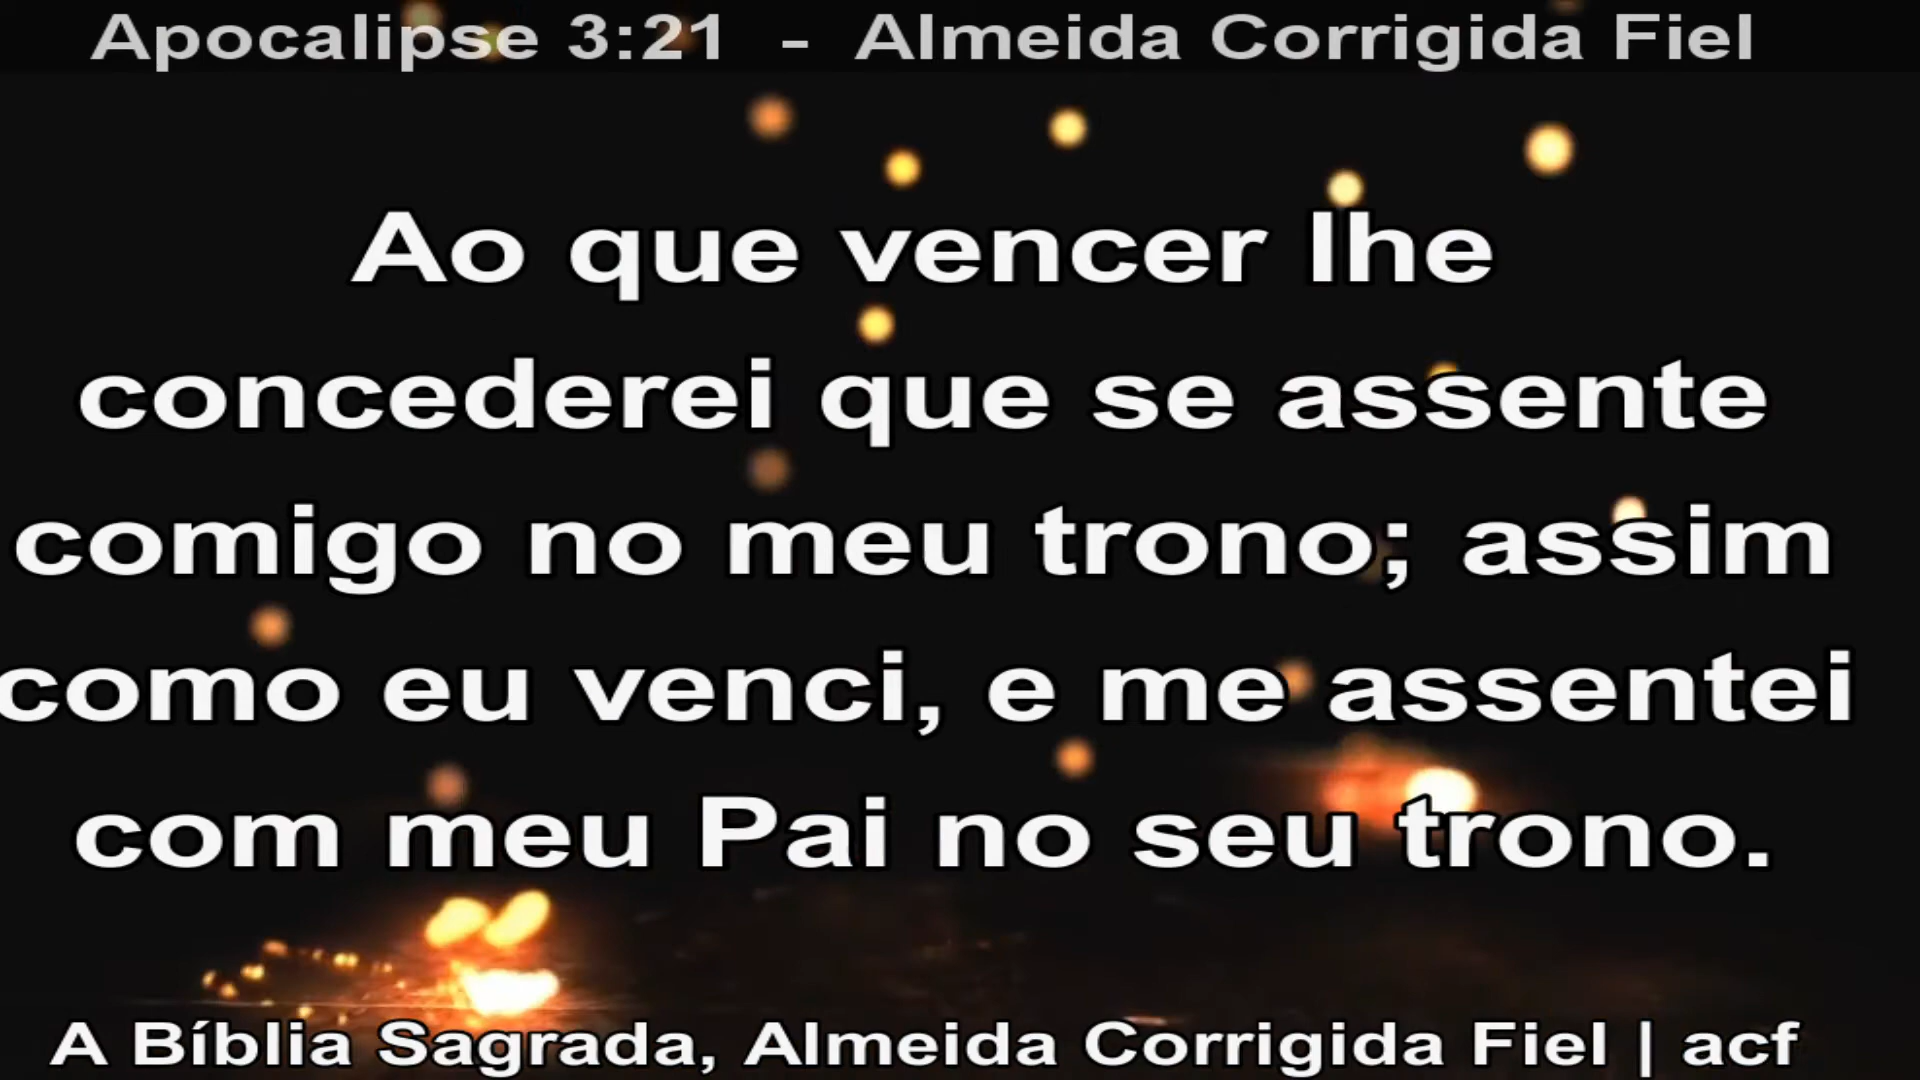 Apocalipse 3:21 - Almeida Corrigida Fiel
Ao que vencer lhe
concederei que se assente
comigo no meu trono; assim
como eu venci, e me assentei
com meu Pai no seu trono.
A Bíblia Sagrada, Almeida Corrigida Fiel | acf